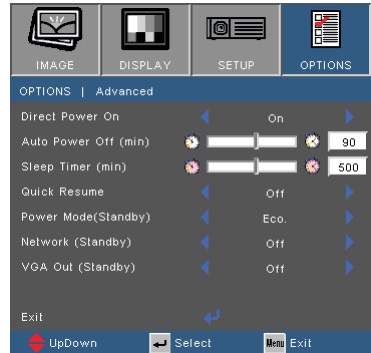 IMAGE DISPLAY SETUP OPTIONS
OPTIONS | Advanced
Direct Power On On
Auto Power Off (min) 90
Sleep Timer (min) 500
Quick Resume Off
Power Mode(Standby) Eco.
Network (Standby) Off
VGA Out (Standby) Off
Exit
UpDown Select Menu Exit